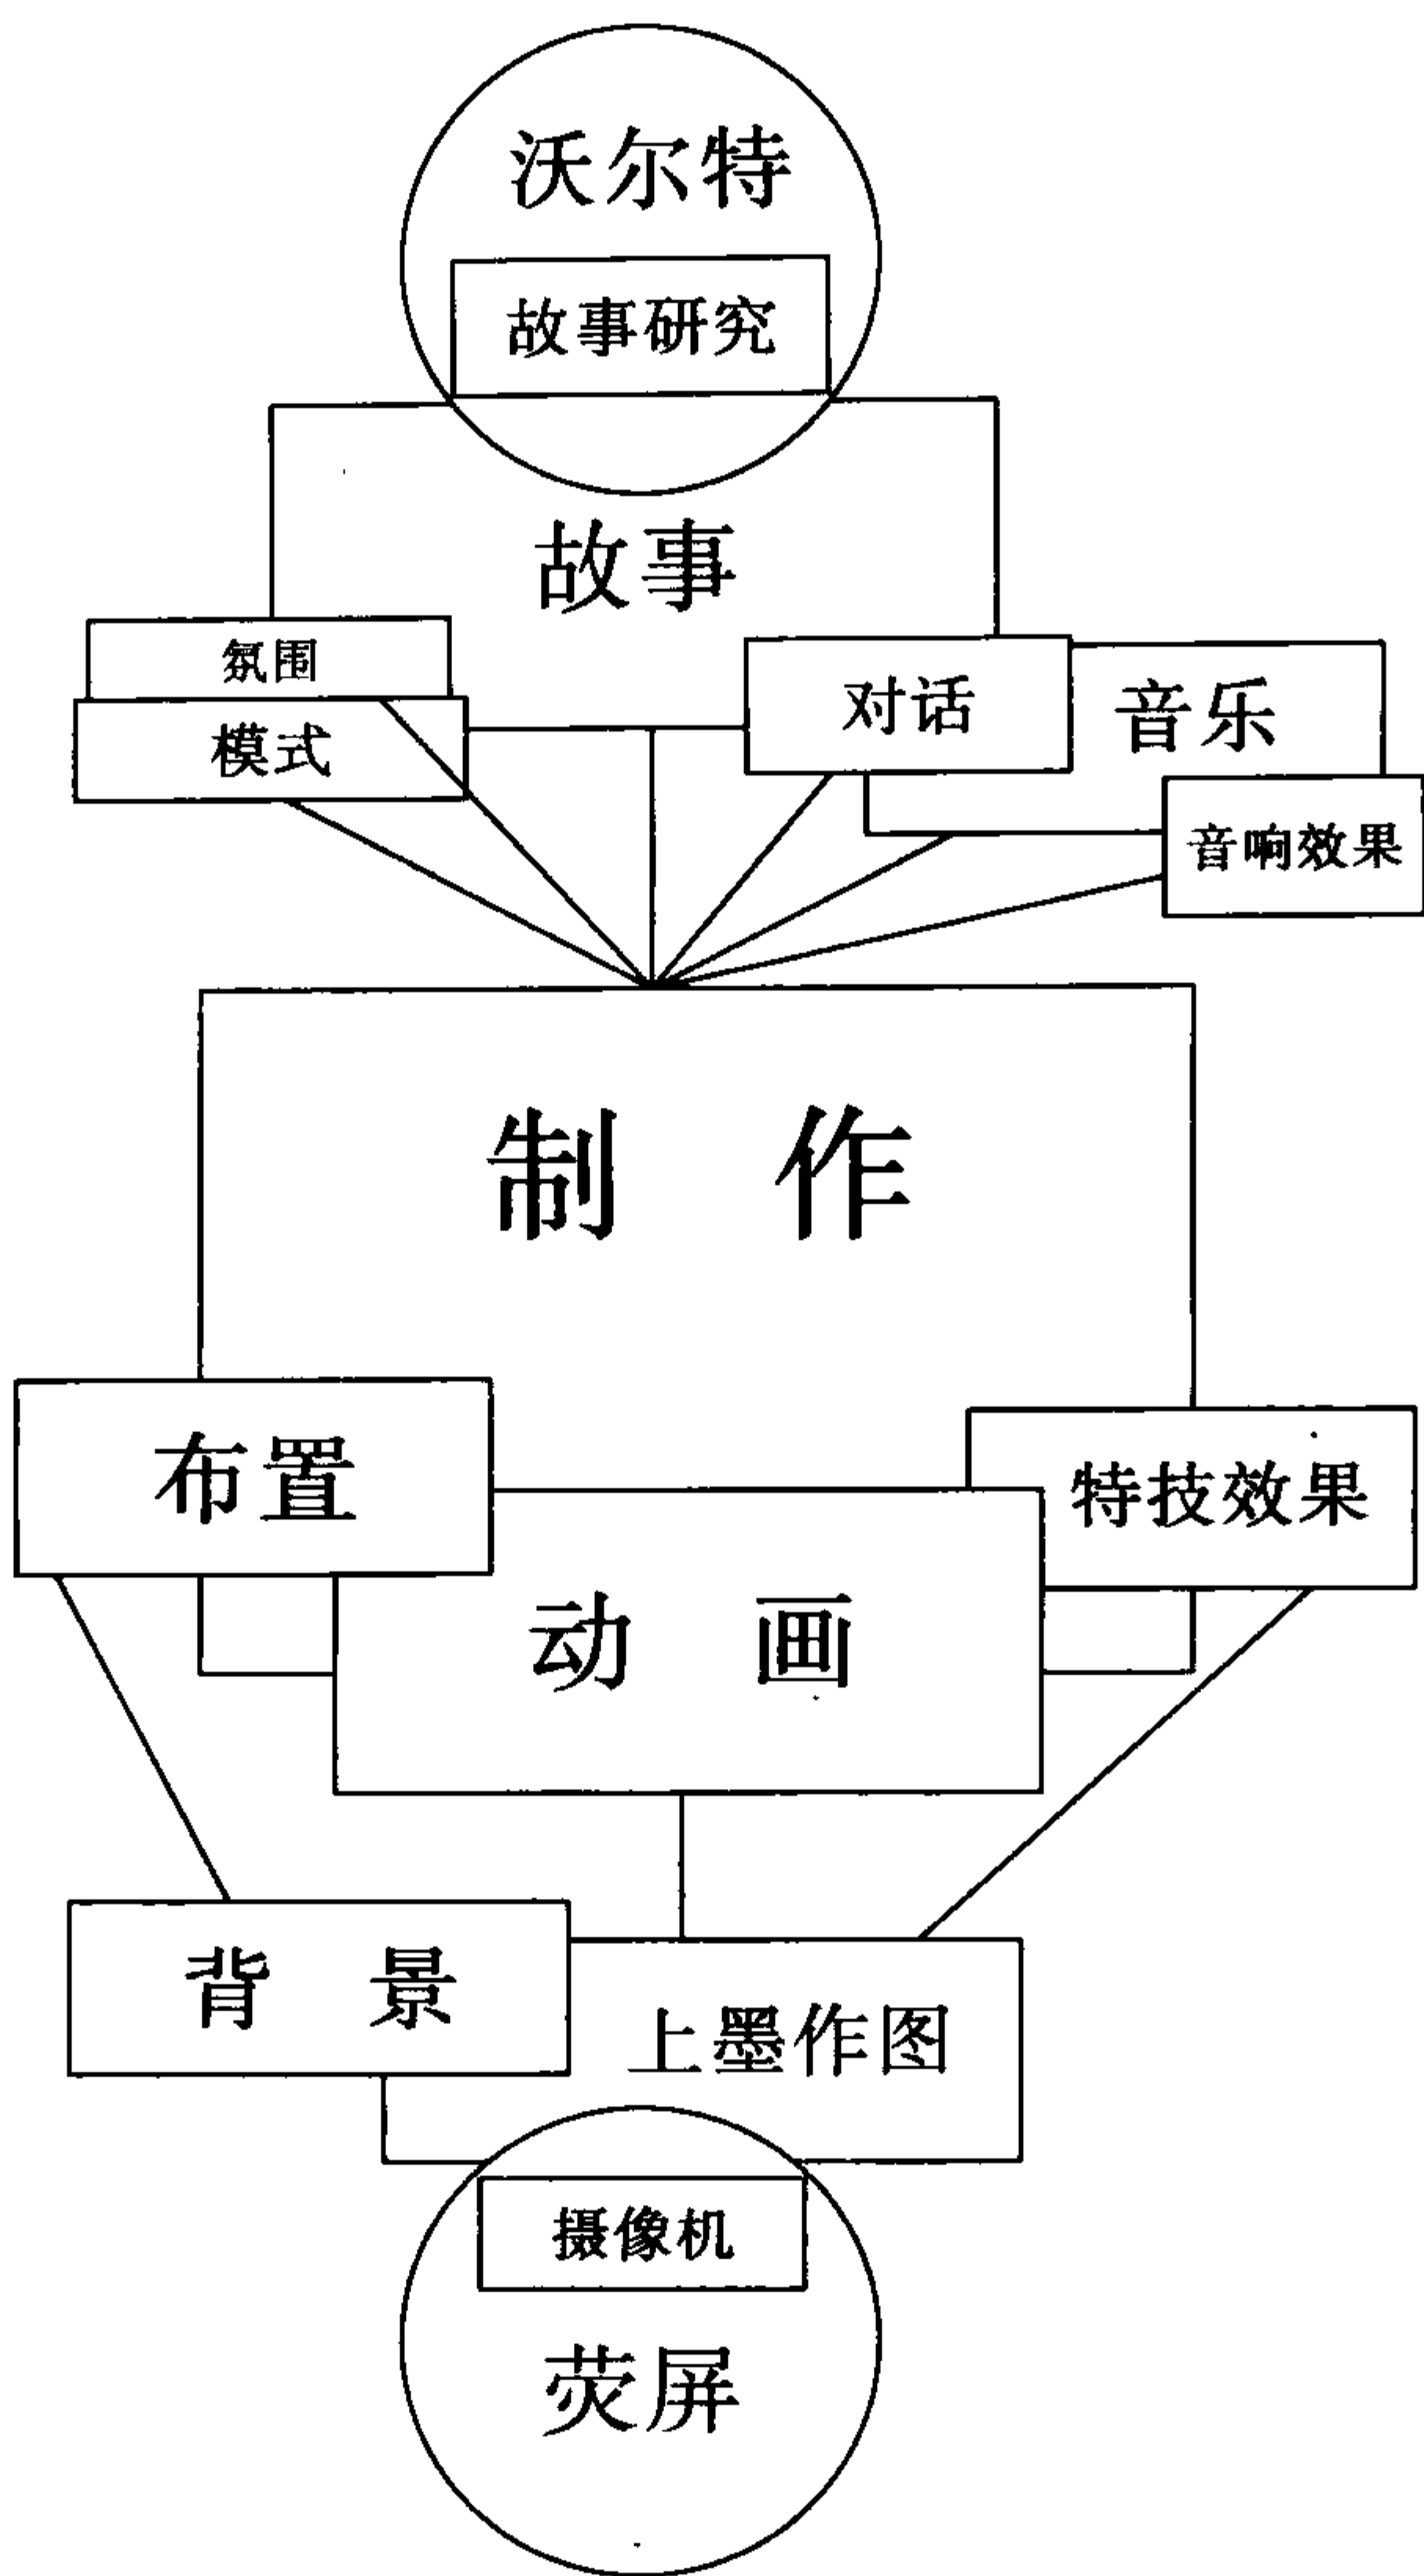 沃尔特
故事研究
故事
氛围
模式
对话
音乐
音响效果
制 作
布置
特技效果
动 画
背 景
上墨作图
摄像机
荧屏